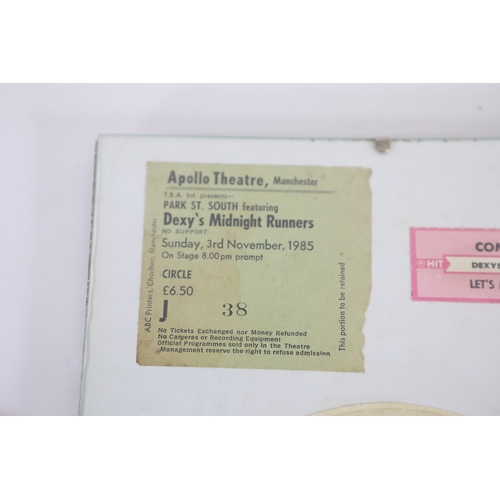 Apollo Theatre, Manchester
T.B.A. Int. presents—
PARK ST. SOUTH featuring
Dexy's Midnight Runners
NO SUPPORT
Sunday, 3rd November, 1985
On Stage 8.00 pm prompt
CIRCLE
£6.50
J 38
No Tickets Exchanged nor Money Refunded
No Cameras or Recording Equipment
Official Programmes sold only in the Theatre
Management reserve the right to refuse admission
ABC Printers, Chorlton, Manchester
This portion to be retained
COM
HIT DEXYS
LET'S